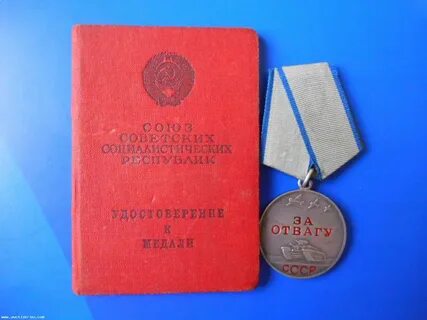 СОЮЗ
СОВЕТСКИХ
СОЦИАЛИСТИЧЕСКИХ
РЕСПУБЛИК
УДОСТОВЕРЕНИЕ
К
МЕДАЛИ
ЗА
ОТВАГУ
СССР